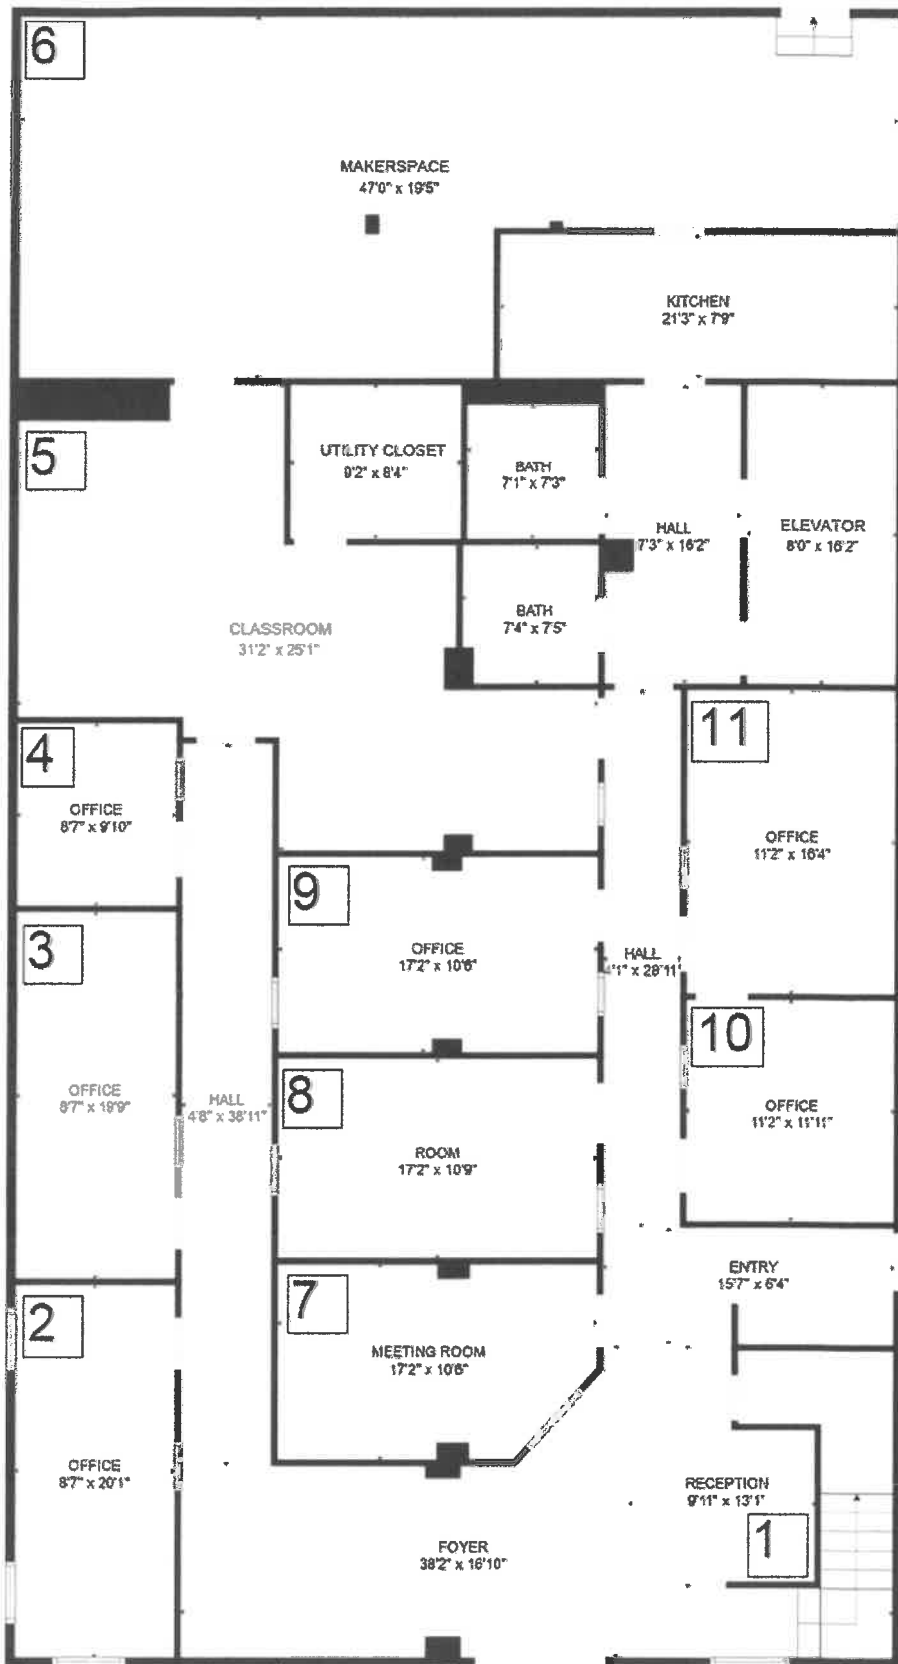 6
MAKERSPACE
47'0" x 19'5"
KITCHEN
21'3" x 7'9"
5
UTILITY CLOSET
9'2" x 8'4"
BATH
7'1" x 7'3"
HALL
7'3" x 16'2"
ELEVATOR
8'0" x 16'2"
BATH
7'4" x 7'5"
CLASSROOM
31'2" x 25'1"
4
OFFICE
8'7" x 9'10"
11
OFFICE
11'2" x 16'4"
9
OFFICE
17'2" x 10'6"
HALL
4'1" x 28'11"
3
OFFICE
8'7" x 19'9"
HALL
4'8" x 38'11"
10
OFFICE
11'2" x 11'11"
8
ROOM
17'2" x 10'9"
ENTRY
15'7" x 6'4"
7
MEETING ROOM
17'2" x 10'6"
2
OFFICE
8'7" x 20'1"
RECEPTION
9'11" x 13'1"
1
FOYER
38'2" x 16'10"